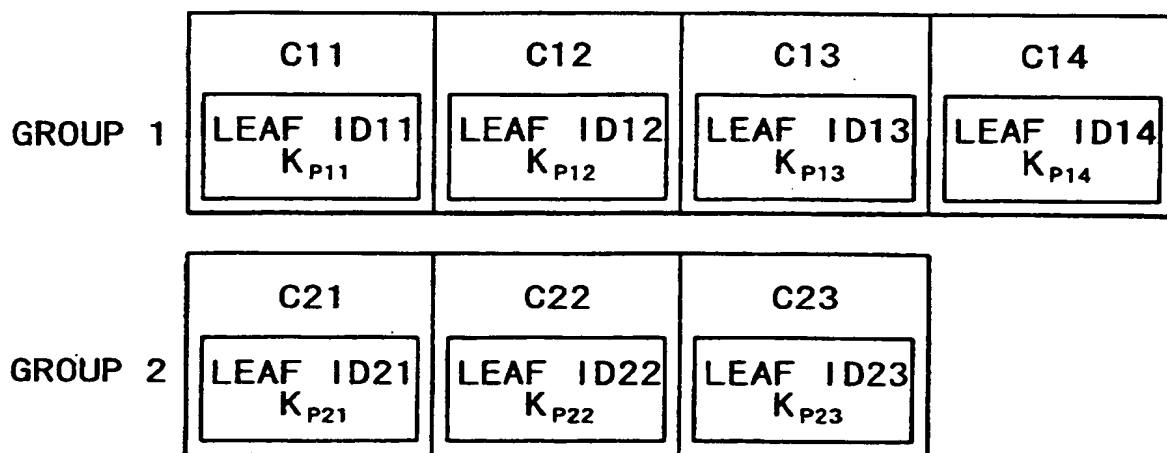 C11 C12 C13 C14
GROUP 1 LEAF ID11 LEAF ID12 LEAF ID13 LEAF ID14
KP11 KP12 KP13 KP14
C21 C22 C23
GROUP 2 LEAF ID21 LEAF ID22 LEAF ID23
KP21 KP22 KP23